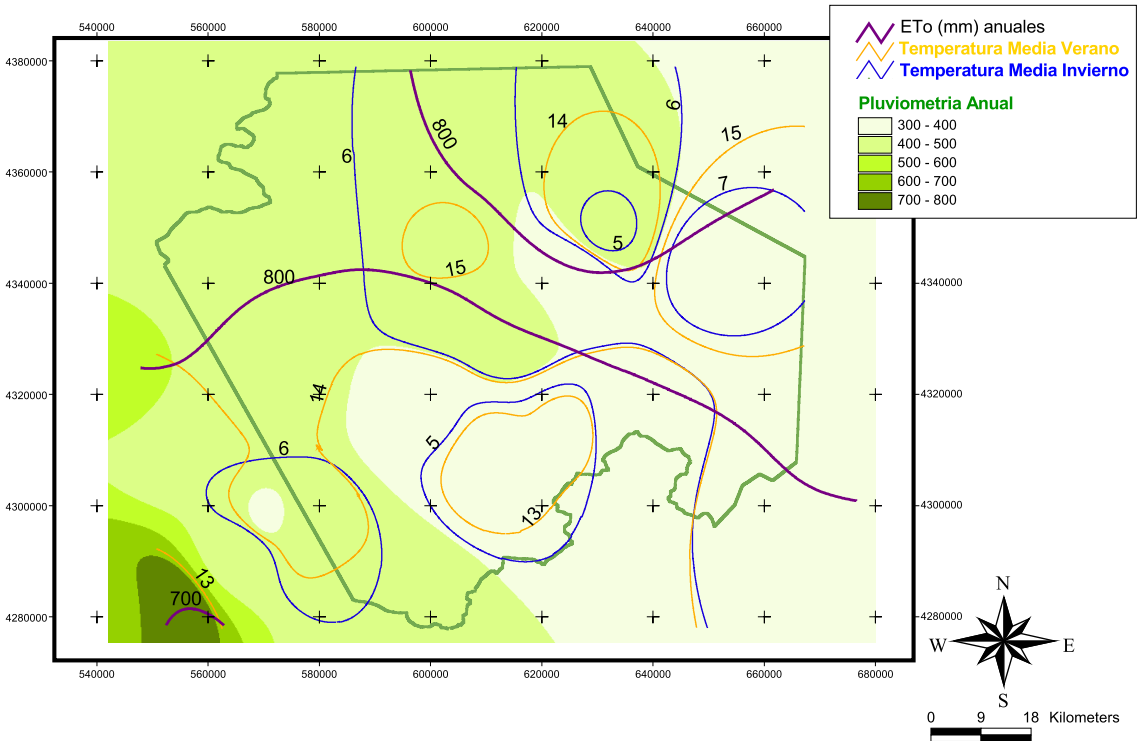 540000 560000 580000 600000 620000 640000 660000
ETo (mm) anuales
Temperatura Media Verano
Temperatura Media Invierno
Pluviometria Anual
300 - 400
400 - 500
500 - 600
600 - 700
700 - 800
4380000
4360000
4340000 4340000
4320000 4320000
4300000 4300000
4280000 4280000
6
800
14
6
15
6
7
5
15
800
14
5
6
13
13
700
N
W E
S
540000 560000 580000 600000 620000 640000 660000 680000
0 9 18 Kilometers